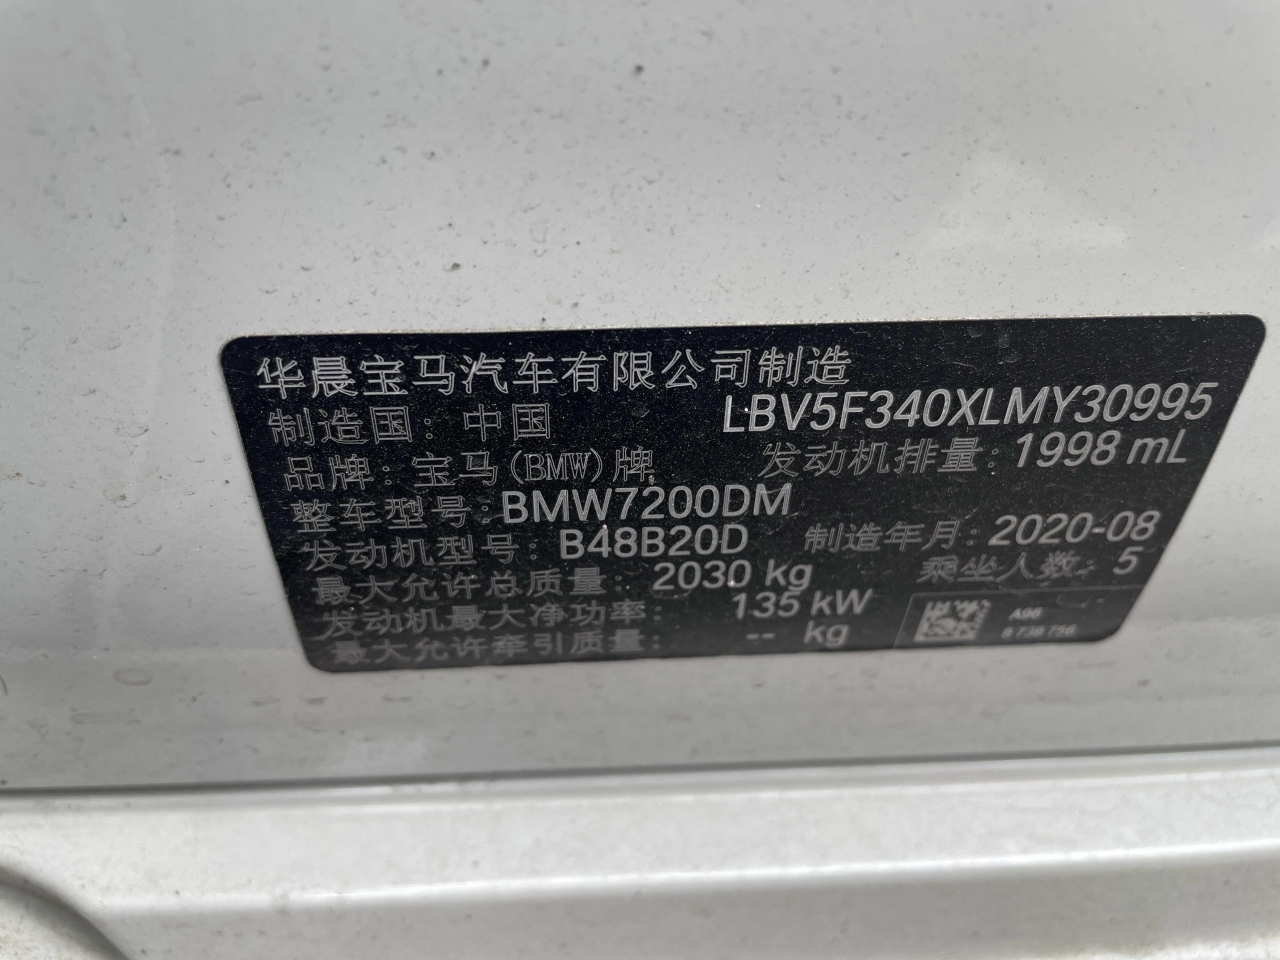 华晨宝马汽车有限公司制造
制造国：中国 LBV5F340XLMY30995
品牌：宝马(BMW)牌 发动机排量：1998 mL
整车型号：BMW7200DM
发动机型号：B48B20D 制造年月：2020-08
最大允许总质量：2030 kg 乘坐人数：5
发动机最大净功率：135 kW
最大允许牵引质量：-- kg
A96